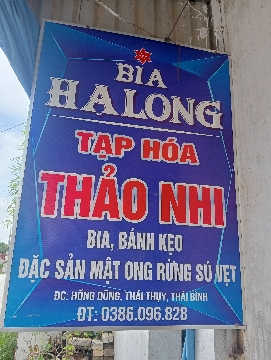 BIA
HALONG
TẠP HÓA
THẢO NHI
BIA, BÁNH KẸO
ĐẶC SẢN MẬT ONG RỪNG SÚ VẸT
ĐC: HỒNG DŨNG, THÁI THỤY, THÁI BÌNH
ĐT: 0386.096.828